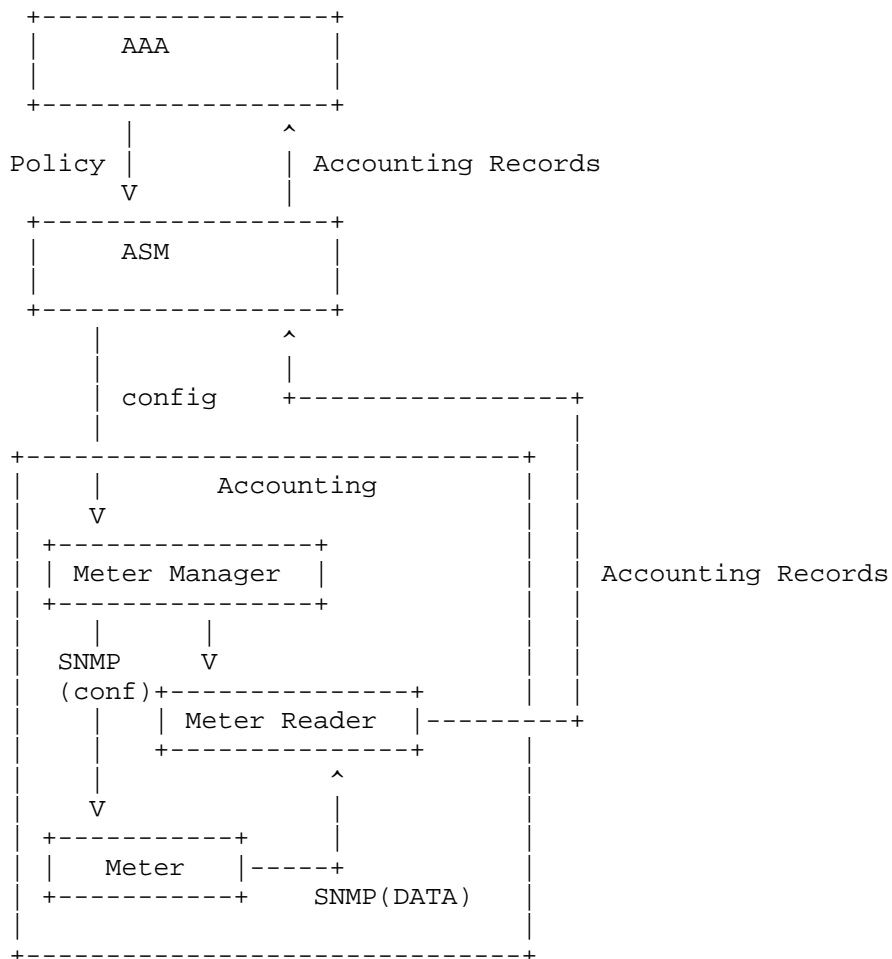 AAA
Policy
Accounting Records
V
ASM
config
Accounting
V
Meter Manager
Accounting Records
SNMP V
(conf)
Meter Reader
V
Meter
SNMP(DATA)